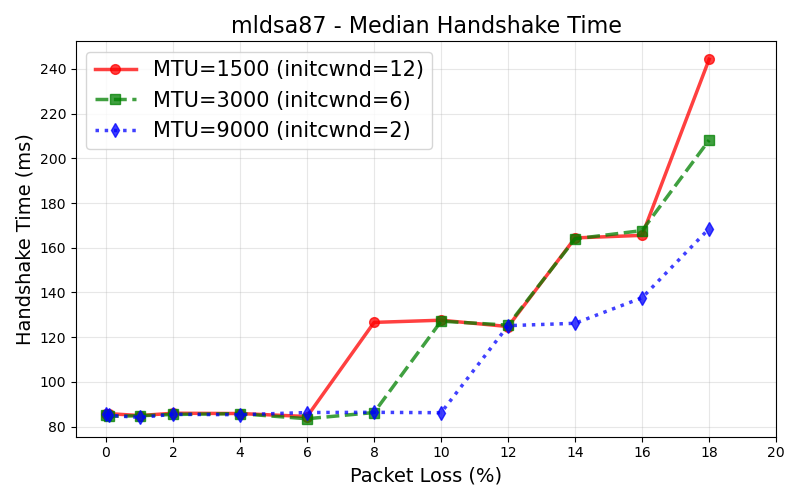 mldsa87 - Median Handshake Time
MTU=1500 (initcwnd=12)
MTU=3000 (initcwnd=6)
MTU=9000 (initcwnd=2)
Handshake Time (ms)
240
220
200
180
160
140
120
100
80
0 2 4 6 8 10 12 14 16 18 20
Packet Loss (%)